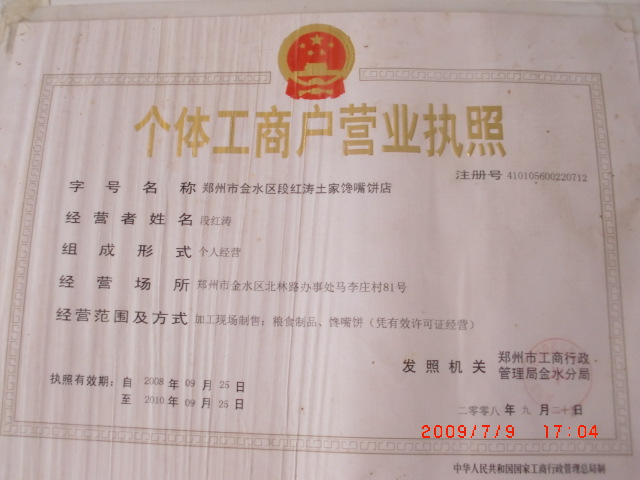 个体工商户营业执照
注册号 410105600220712
字号名称 郑州市金水区段红涛土家馋嘴饼店
经营者姓名 段红涛
组成形式 个人经营
经营场所 郑州市金水区北林路办事处马李庄村81号
经营范围及方式 加工现场制售：粮食制品、馋嘴饼（凭有效许可证经营）
发照机关 郑州市工商行政
管理局金水分局
执照有效期：自 2008 年 09 月 25 日
至 2010 年 09 月 25 日
二零零八 年 九 月 日
2009/7/9 17:04
中华人民共和国国家工商行政管理总局制